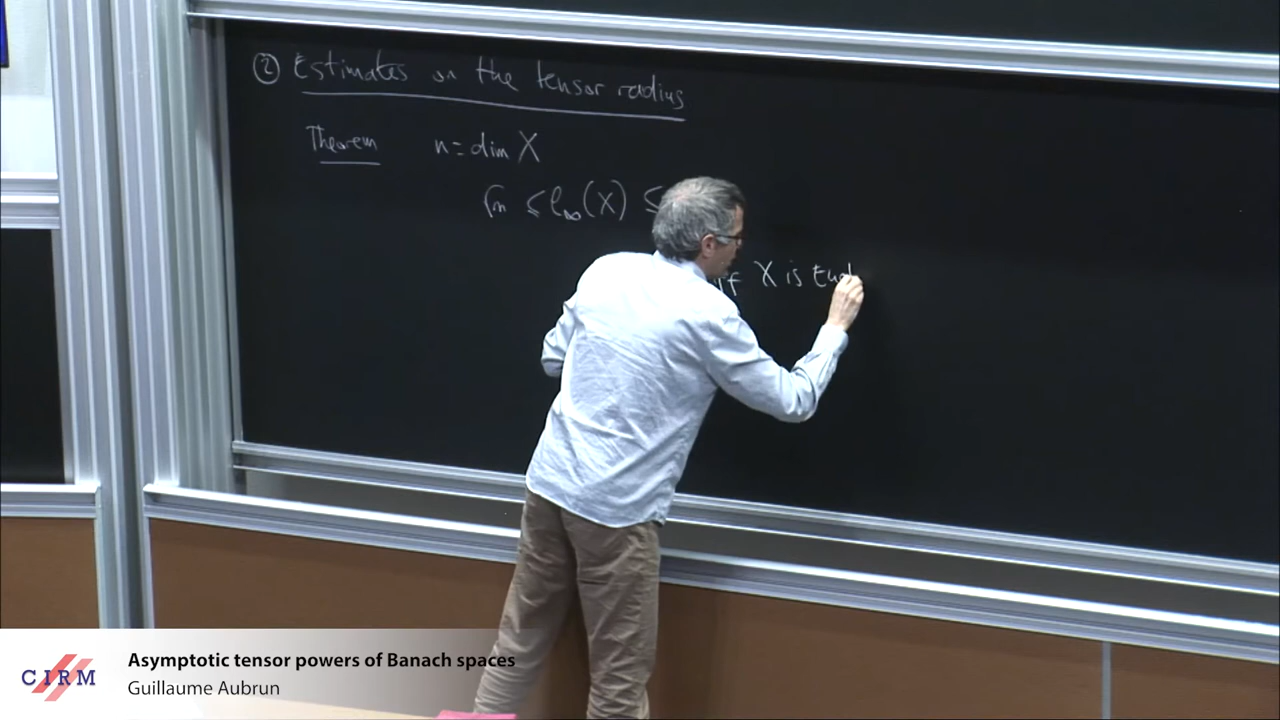 ② Estimates on the tensor radius
Theorem n = dim X
√n ≤ ρ∞(X) ≤
iff X is Eucl
CIRM
Asymptotic tensor powers of Banach spaces
Guillaume Aubrun